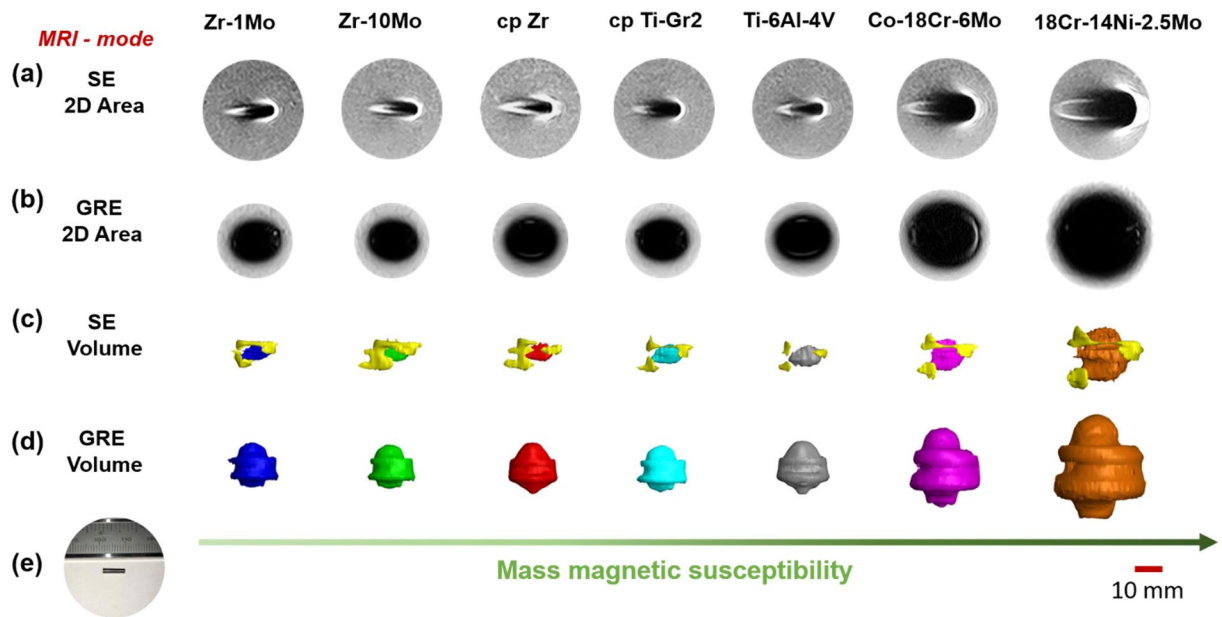 Zr-1Mo Zr-10Mo cp Zr cp Ti-Gr2 Ti-6Al-4V Co-18Cr-6Mo 18Cr-14Ni-2.5Mo
MRI - mode
(a) SE
2D Area
(b) GRE
2D Area
(c) SE
Volume
(d) GRE
Volume
(e)
Mass magnetic susceptibility
10 mm